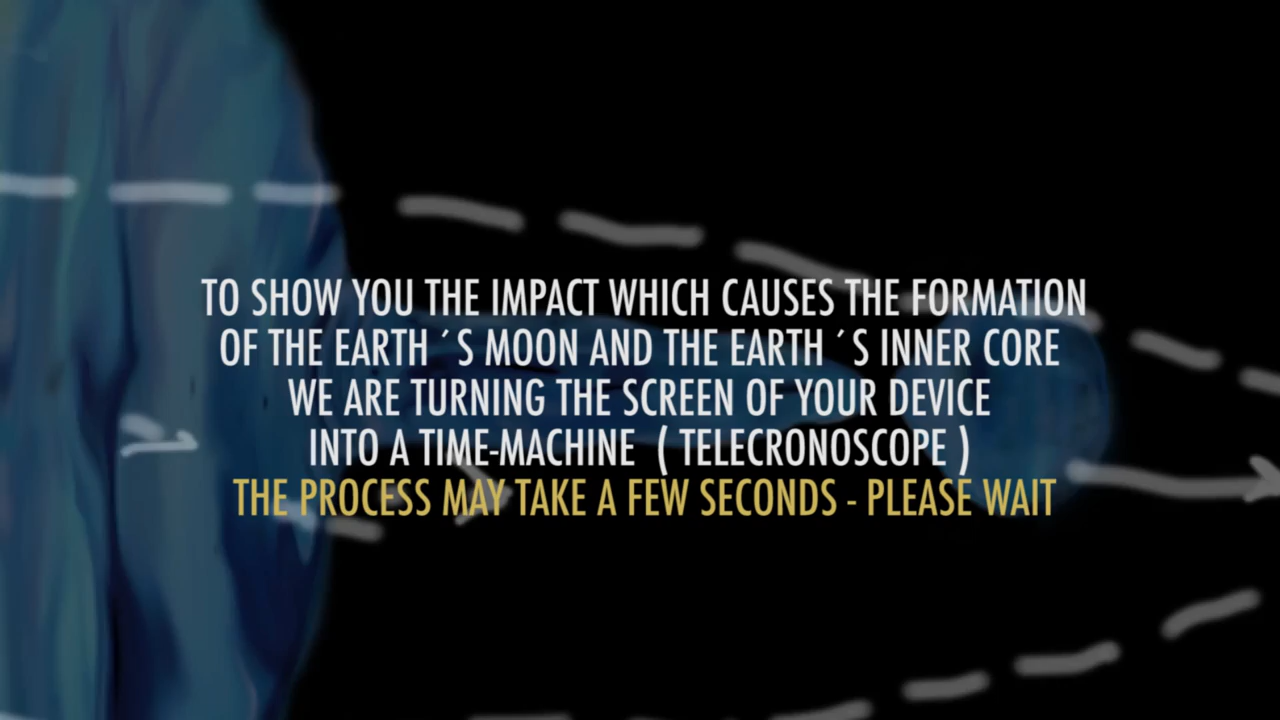 TO SHOW YOU THE IMPACT WHICH CAUSES THE FORMATION
OF THE EARTH ´S MOON AND THE EARTH ´S INNER CORE
WE ARE TURNING THE SCREEN OF YOUR DEVICE
INTO A TIME-MACHINE ( TELECRONOSCOPE )
THE PROCESS MAY TAKE A FEW SECONDS - PLEASE WAIT